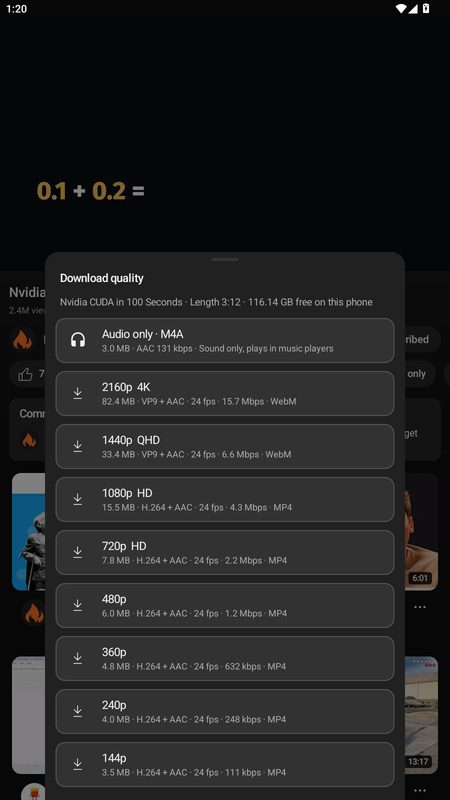 1:20
0.1 + 0.2 =
Nvidia
2.4M view
ribed
7
only
Comm
get
6:01
13:17
Download quality
Nvidia CUDA in 100 Seconds · Length 3:12 · 116.14 GB free on this phone
Audio only · M4A
3.0 MB · AAC 131 kbps · Sound only, plays in music players
2160p 4K
82.4 MB · VP9 + AAC · 24 fps · 15.7 Mbps · WebM
1440p QHD
33.4 MB · VP9 + AAC · 24 fps · 6.6 Mbps · WebM
1080p HD
15.5 MB · H.264 + AAC · 24 fps · 4.3 Mbps · MP4
720p HD
7.8 MB · H.264 + AAC · 24 fps · 2.2 Mbps · MP4
480p
6.0 MB · H.264 + AAC · 24 fps · 1.2 Mbps · MP4
360p
4.8 MB · H.264 + AAC · 24 fps · 632 kbps · MP4
240p
4.0 MB · H.264 + AAC · 24 fps · 248 kbps · MP4
144p
3.5 MB · H.264 + AAC · 24 fps · 111 kbps · MP4